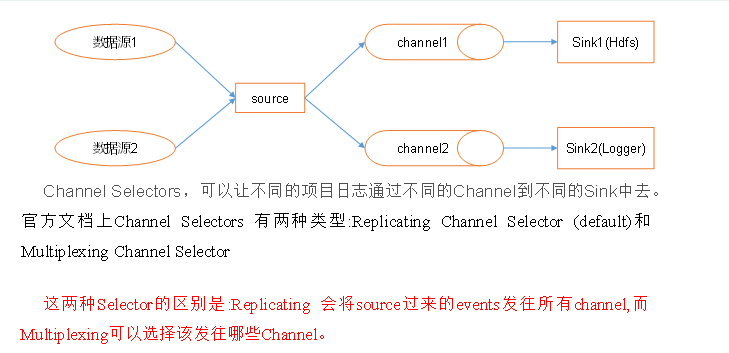 数据源1
channel1
Sink1(Hdfs)
source
数据源2
channel2
Sink2(Logger)
Channel Selectors，可以让不同的项目日志通过不同的Channel到不同的Sink中去。
官方文档上Channel Selectors 有两种类型:Replicating Channel Selector (default)和
Multiplexing Channel Selector
这两种Selector的区别是:Replicating 会将source过来的events发往所有channel,而
Multiplexing可以选择该发往哪些Channel。